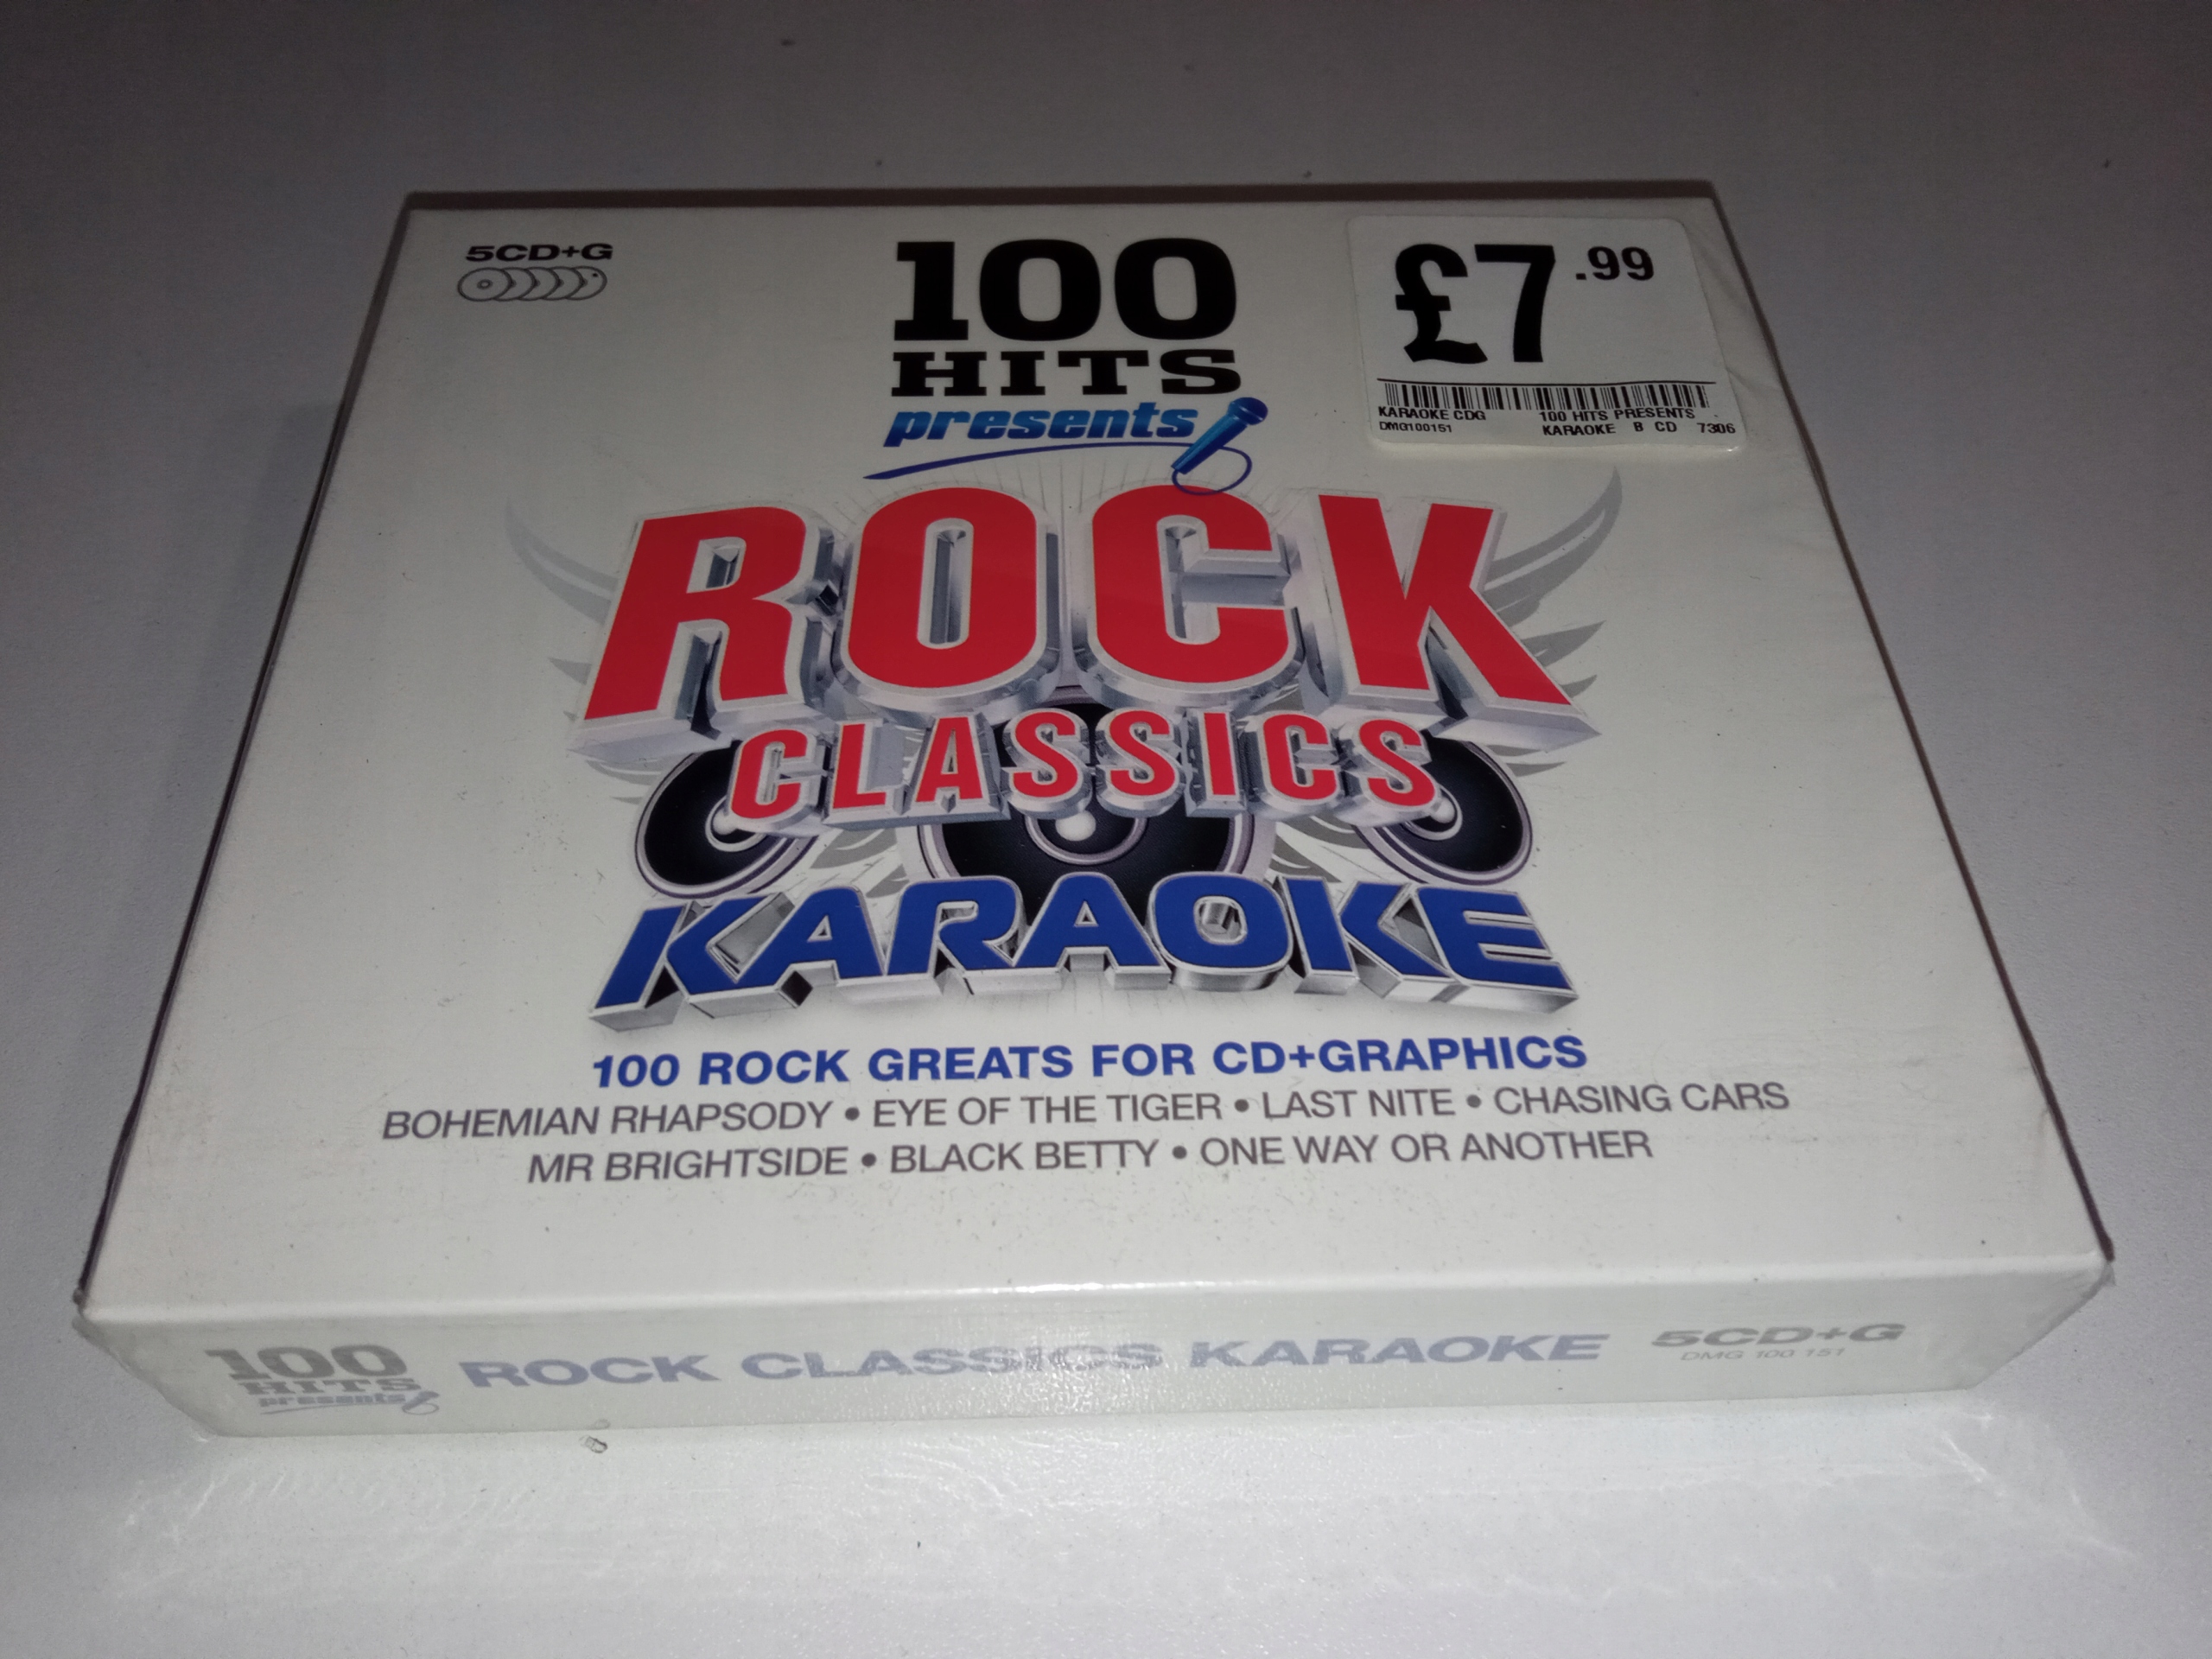 5CD+G
100
HITS
presents
£7.99
KARAOKE CDG 100 HITS PRESENTS
DMG100151 KARAOKE B CD 7306
ROCK
CLASSICS
KARAOKE
100 ROCK GREATS FOR CD+GRAPHICS
BOHEMIAN RHAPSODY • EYE OF THE TIGER • LAST NITE • CHASING CARS
MR BRIGHTSIDE • BLACK BETTY • ONE WAY OR ANOTHER
100
HITS
presents
ROCK CLASSICS KARAOKE
5CD+G
DMG 100 151